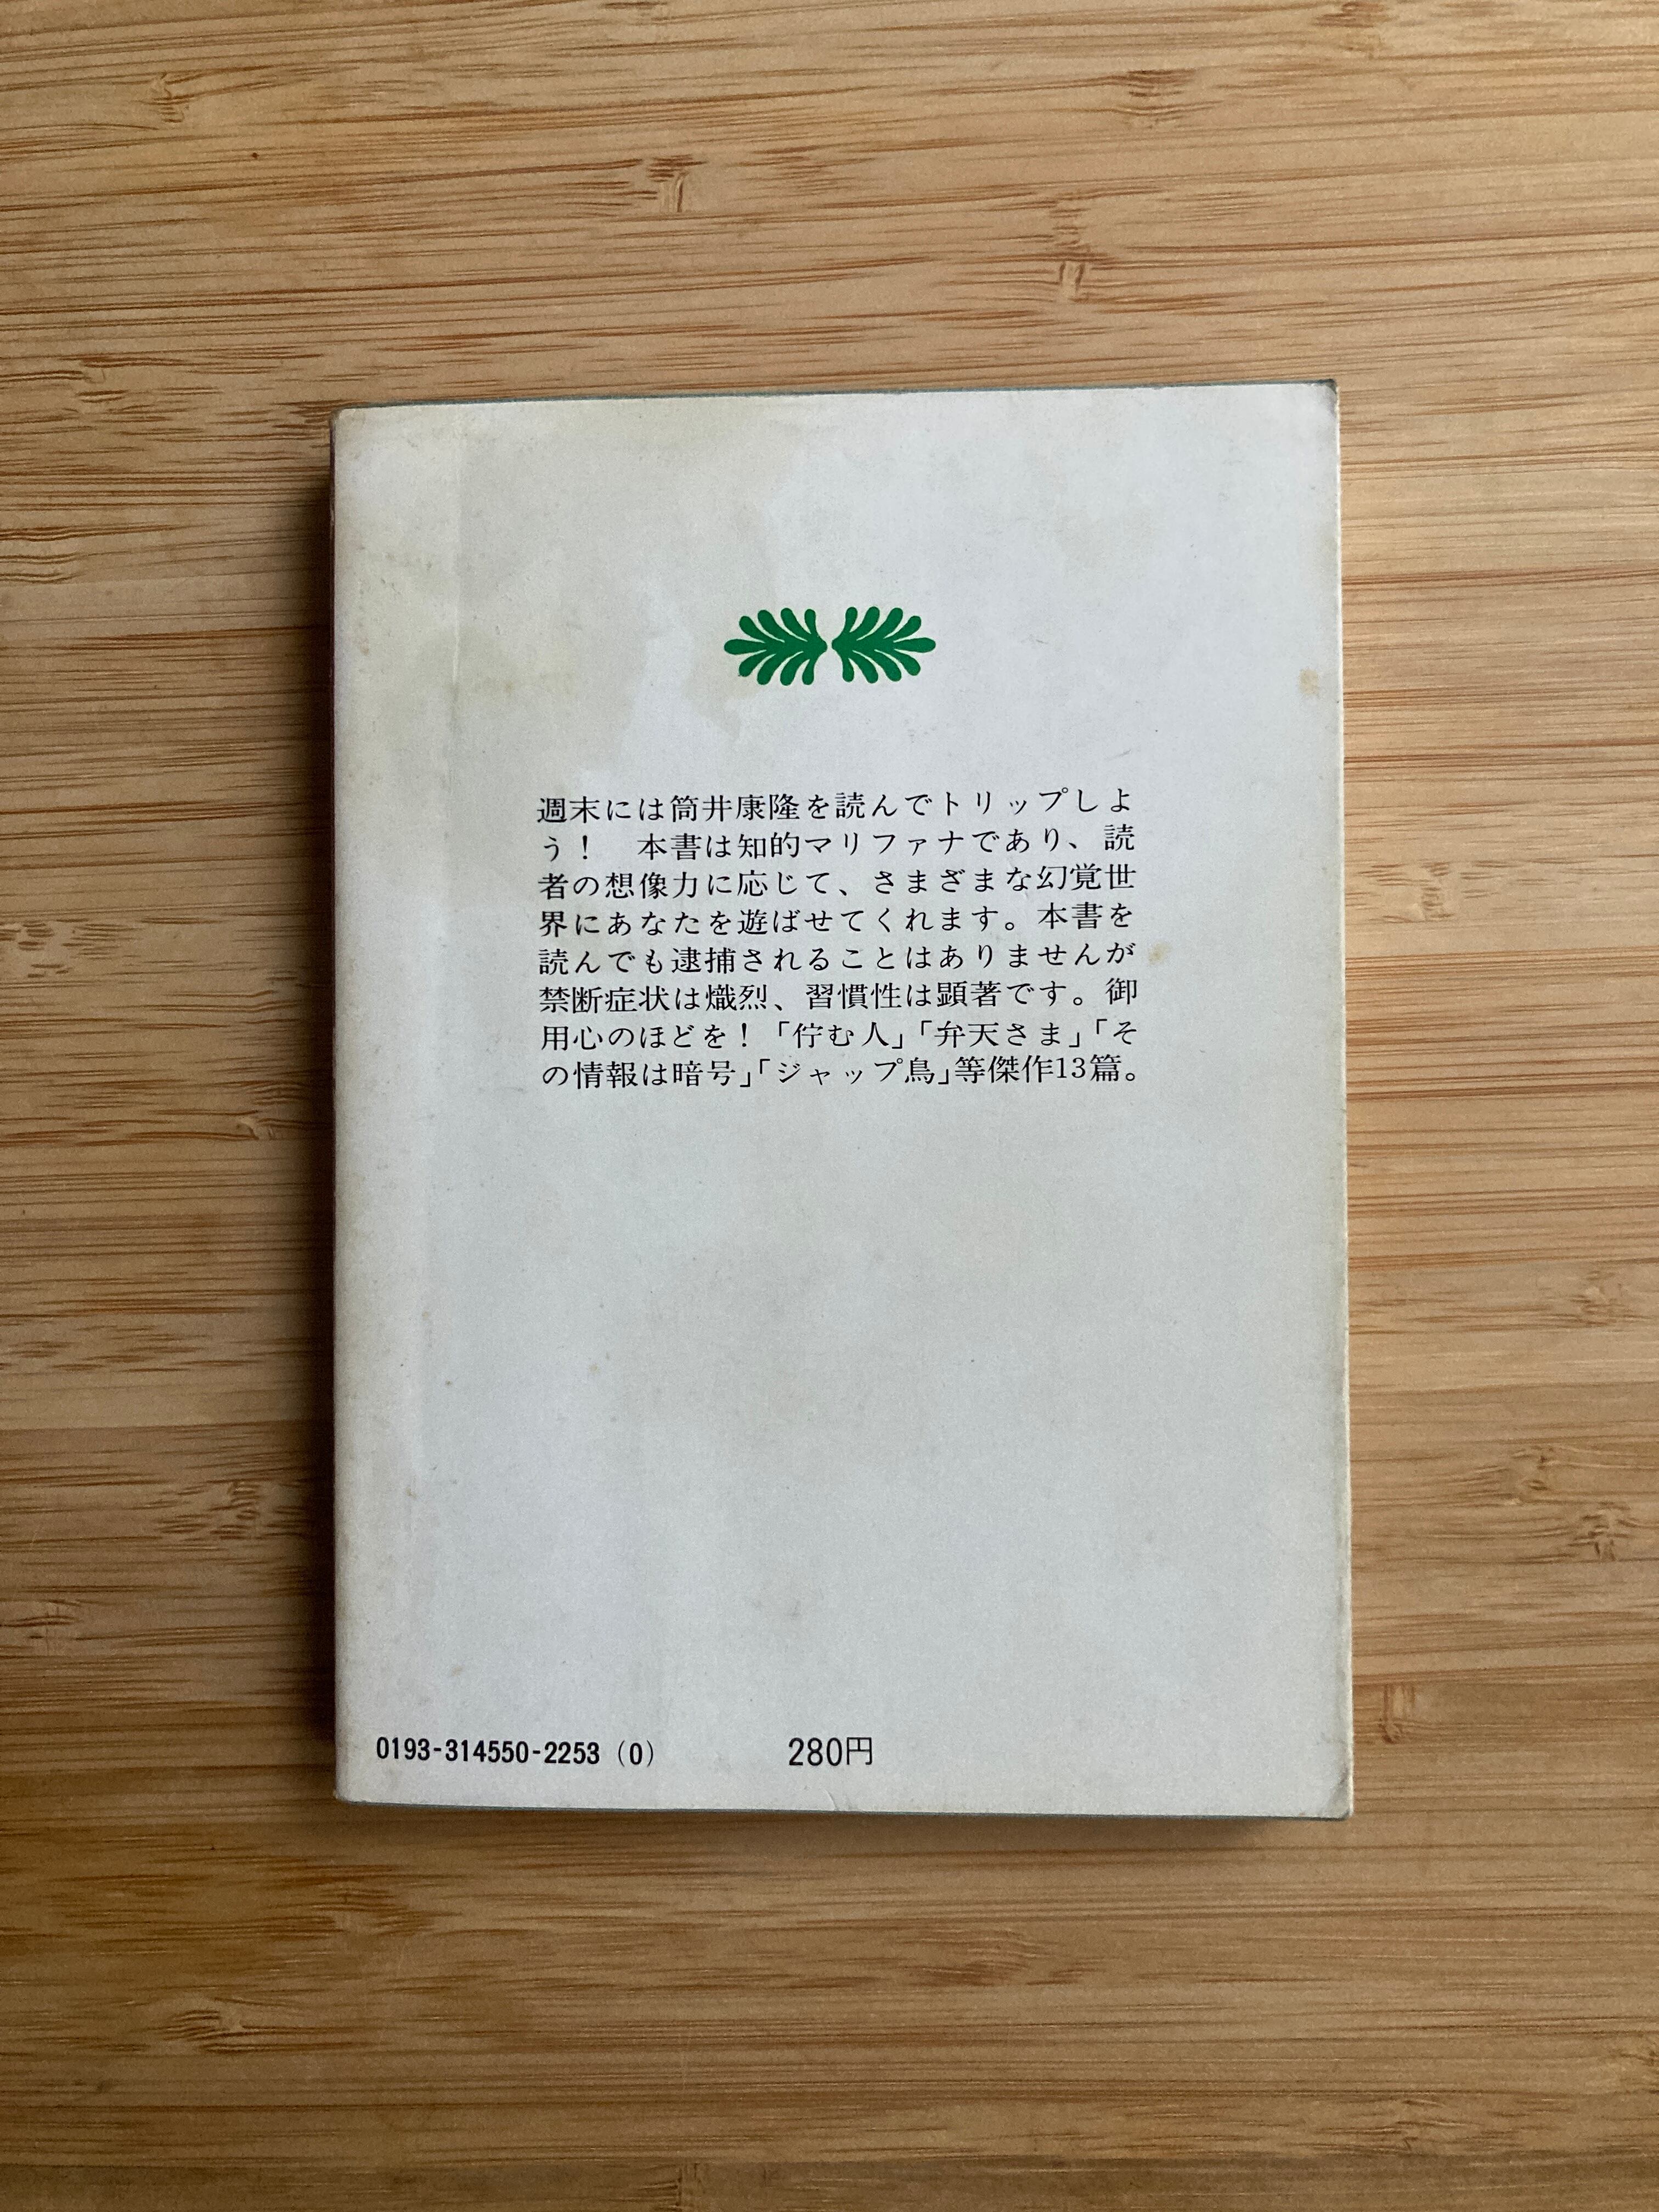 週末には筒井康隆を読んでトリップしよ
う！　本書は知的マリファナであり、読
者の想像力に応じて、さまざまな幻覚世
界にあなたを遊ばせてくれます。本書を
読んでも逮捕されることはありませんが
禁断症状は熾烈、習慣性は顕著です。御
用心のほどを！「佇む人」「弁天さま」「そ
の情報は暗号」「ジャップ鳥」等傑作13篇。
0193-314550-2253（0）　280円